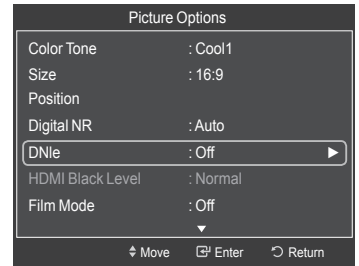 Picture Options
Color Tone : Cool1
Size : 16:9
Position
Digital NR : Auto
DNIe : Off
HDMI Black Level : Normal
Film Mode : Off
Move Enter Return